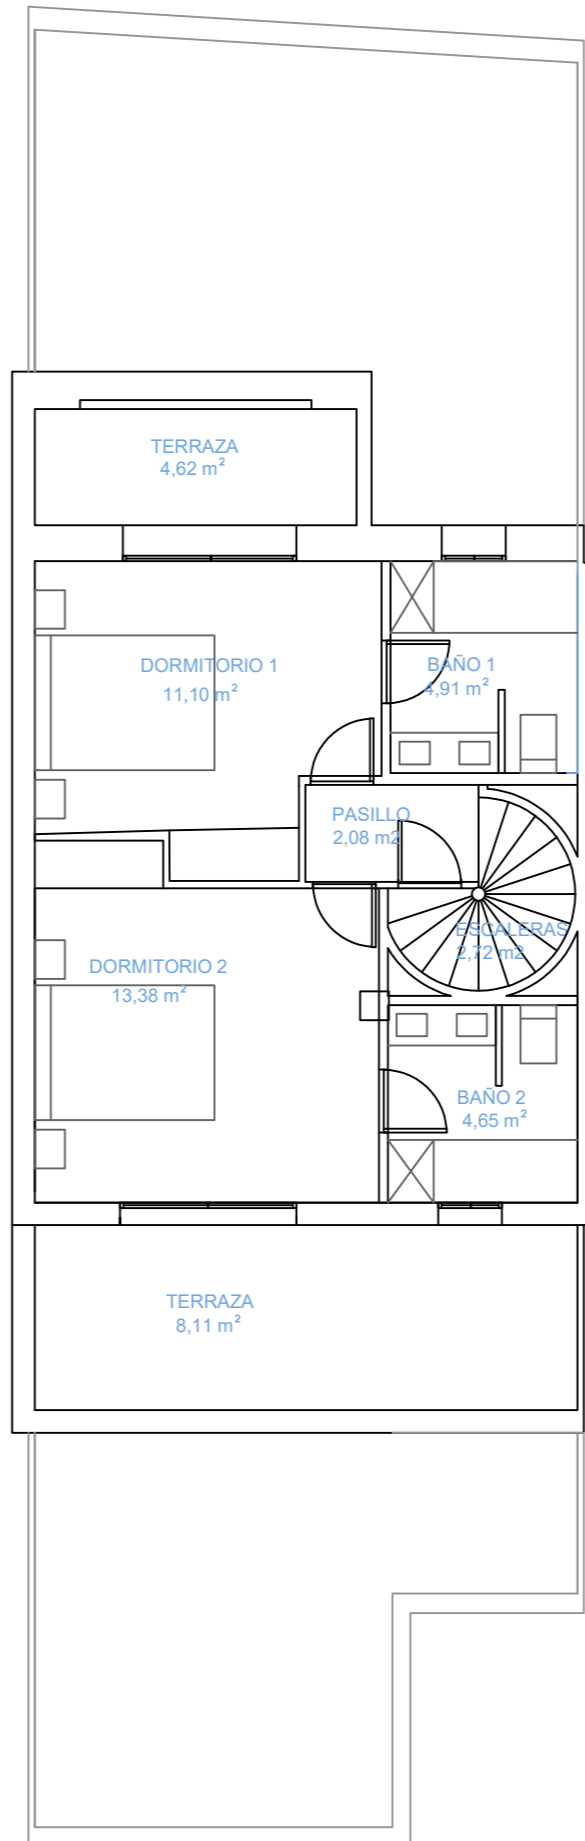 TERRAZA
4,62 m²
DORMITORIO 1
11,10 m²
BAÑO 1
4,91 m²
PASILLO
2,08 m2
ESCALERAS
2,72 m2
DORMITORIO 2
13,38 m²
BAÑO 2
4,65 m²
TERRAZA
8,11 m²